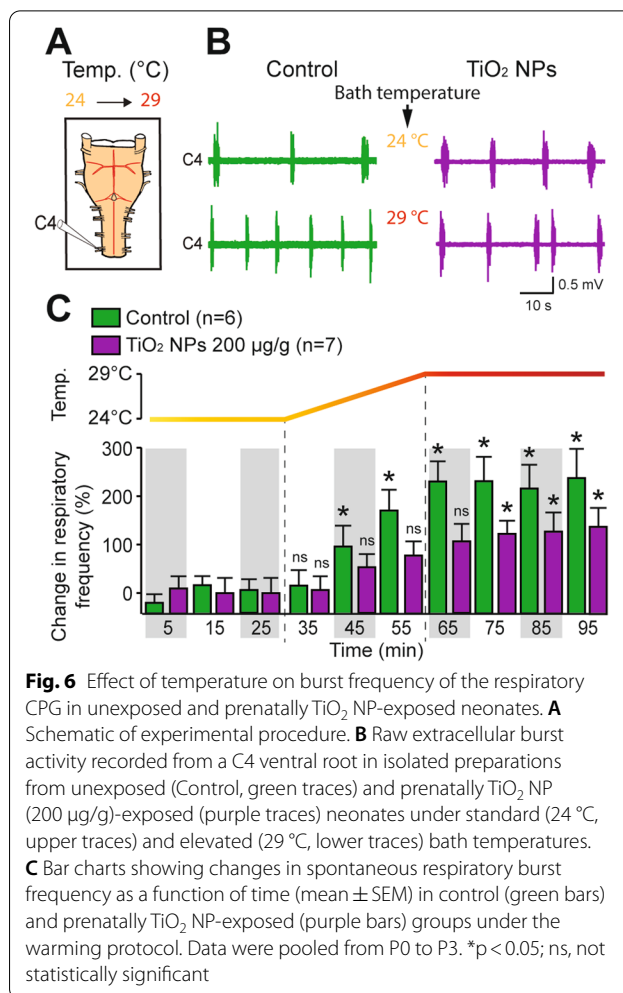 A
Temp. (°C)
24 → 29
C4
B
Control
TiO2 NPs
Bath temperature
C4
24 °C
C4
29 °C
0.5 mV
10 s
C
Control (n=6)
TiO2 NPs 200 µg/g (n=7)
Temp.
29°C
24°C
Change in respiratory
frequency (%)
300
200
100
0
ns ns * ns * ns * ns * * * * * *
5 15 25 35 45 55 65 75 85 95
Time (min)
Fig. 6 Effect of temperature on burst frequency of the respiratory
CPG in unexposed and prenatally TiO2 NP-exposed neonates. A
Schematic of experimental procedure. B Raw extracellular burst
activity recorded from a C4 ventral root in isolated preparations
from unexposed (Control, green traces) and prenatally TiO2 NP
(200 µg/g)-exposed (purple traces) neonates under standard (24 °C,
upper traces) and elevated (29 °C, lower traces) bath temperatures.
C Bar charts showing changes in spontaneous respiratory burst
frequency as a function of time (mean ± SEM) in control (green bars)
and prenatally TiO2 NP-exposed (purple bars) groups under the
warming protocol. Data were pooled from P0 to P3. *p < 0.05; ns, not
statistically significant